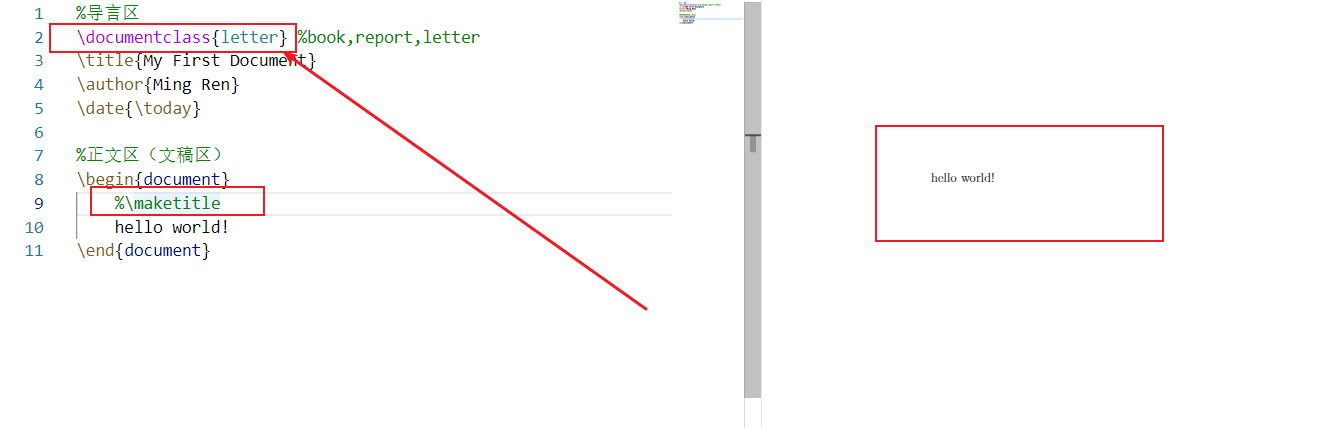 1 %导言区
2 \documentclass{letter} %book,report,letter
3 \title{My First Document}
4 \author{Ming Ren}
5 \date{\today}
6
7 %正文区（文稿区）
8 \begin{document}
9 %\maketitle
10 hello world!
11 \end{document}
hello world!